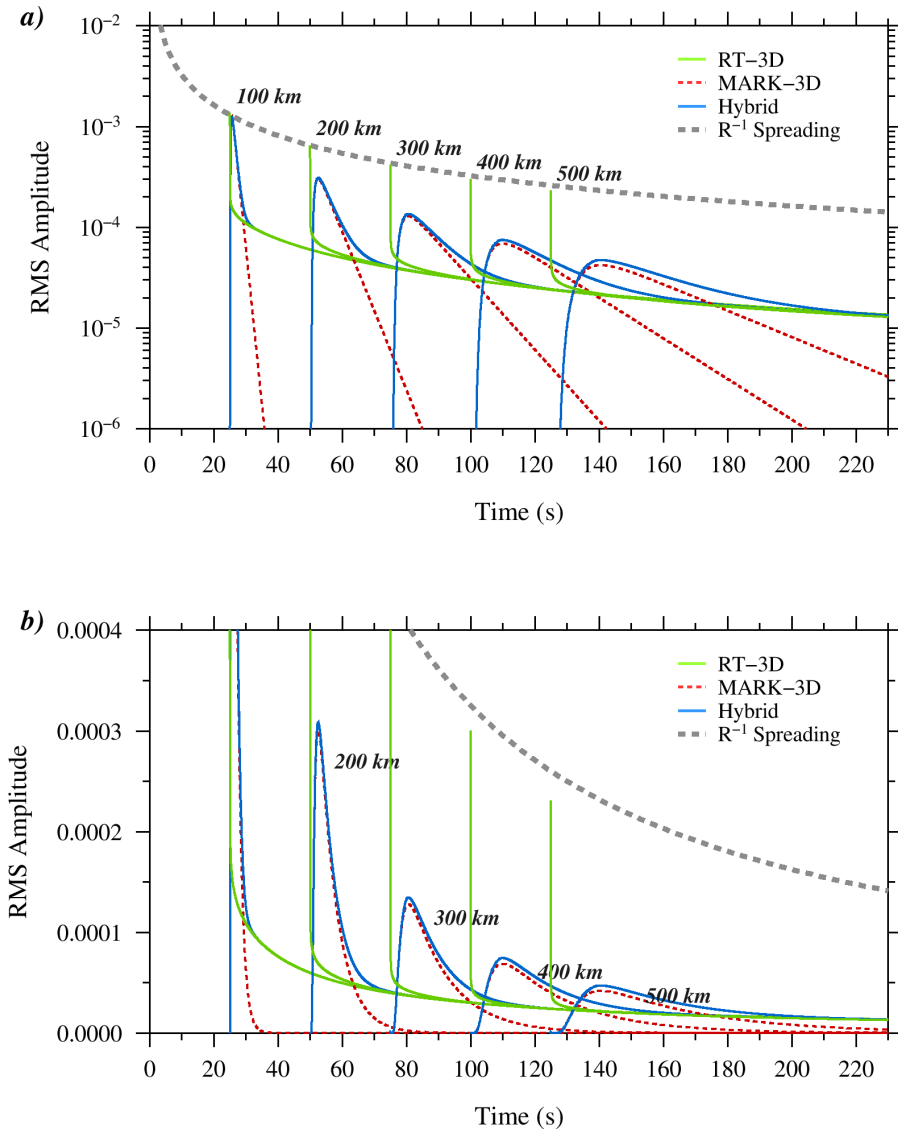 a)
10−2
10−3
10−4
10−5
10−6
RMS Amplitude
100 km
200 km
300 km
400 km
500 km
RT−3D
MARK−3D
Hybrid
R−1 Spreading
0 20 40 60 80 100 120 140 160 180 200 220
Time (s)
b)
0.0004
0.0003
0.0002
0.0001
0.0000
RMS Amplitude
RT−3D
MARK−3D
Hybrid
R−1 Spreading
200 km
300 km
400 km
500 km
0 20 40 60 80 100 120 140 160 180 200 220
Time (s)